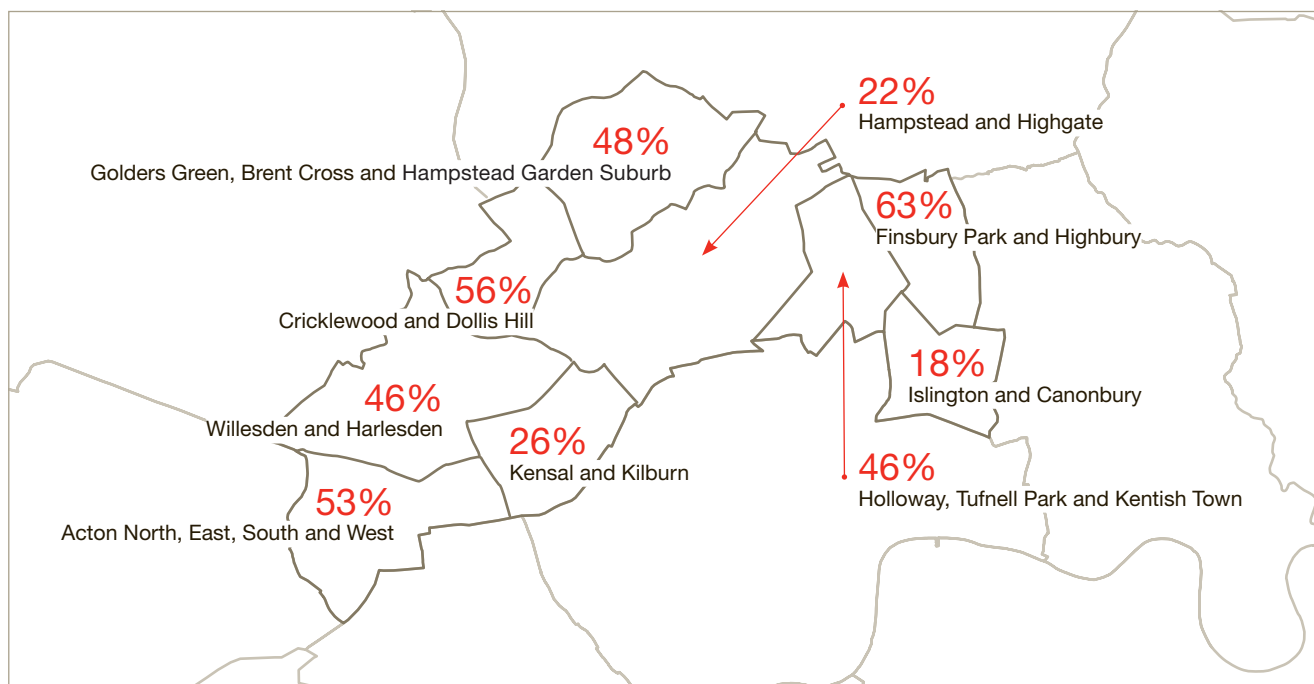 22%
Hampstead and Highgate
48%
Golders Green, Brent Cross and Hampstead Garden Suburb
63%
Finsbury Park and Highbury
56%
Cricklewood and Dollis Hill
18%
Islington and Canonbury
46%
Willesden and Harlesden
26%
Kensal and Kilburn
46%
Holloway, Tufnell Park and Kentish Town
53%
Acton North, East, South and West